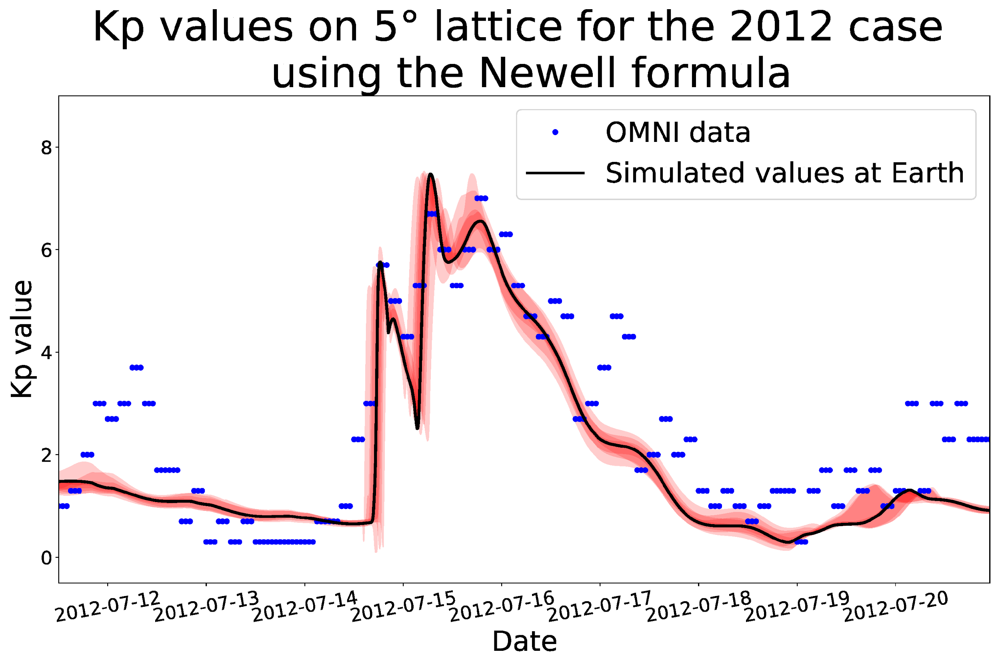 Kp values on 5° lattice for the 2012 case
using the Newell formula
OMNI data
Simulated values at Earth
Kp value
8
6
4
2
0
2012-07-12
2012-07-13
2012-07-14
2012-07-15
2012-07-16
2012-07-17
2012-07-18
2012-07-19
2012-07-20
Date